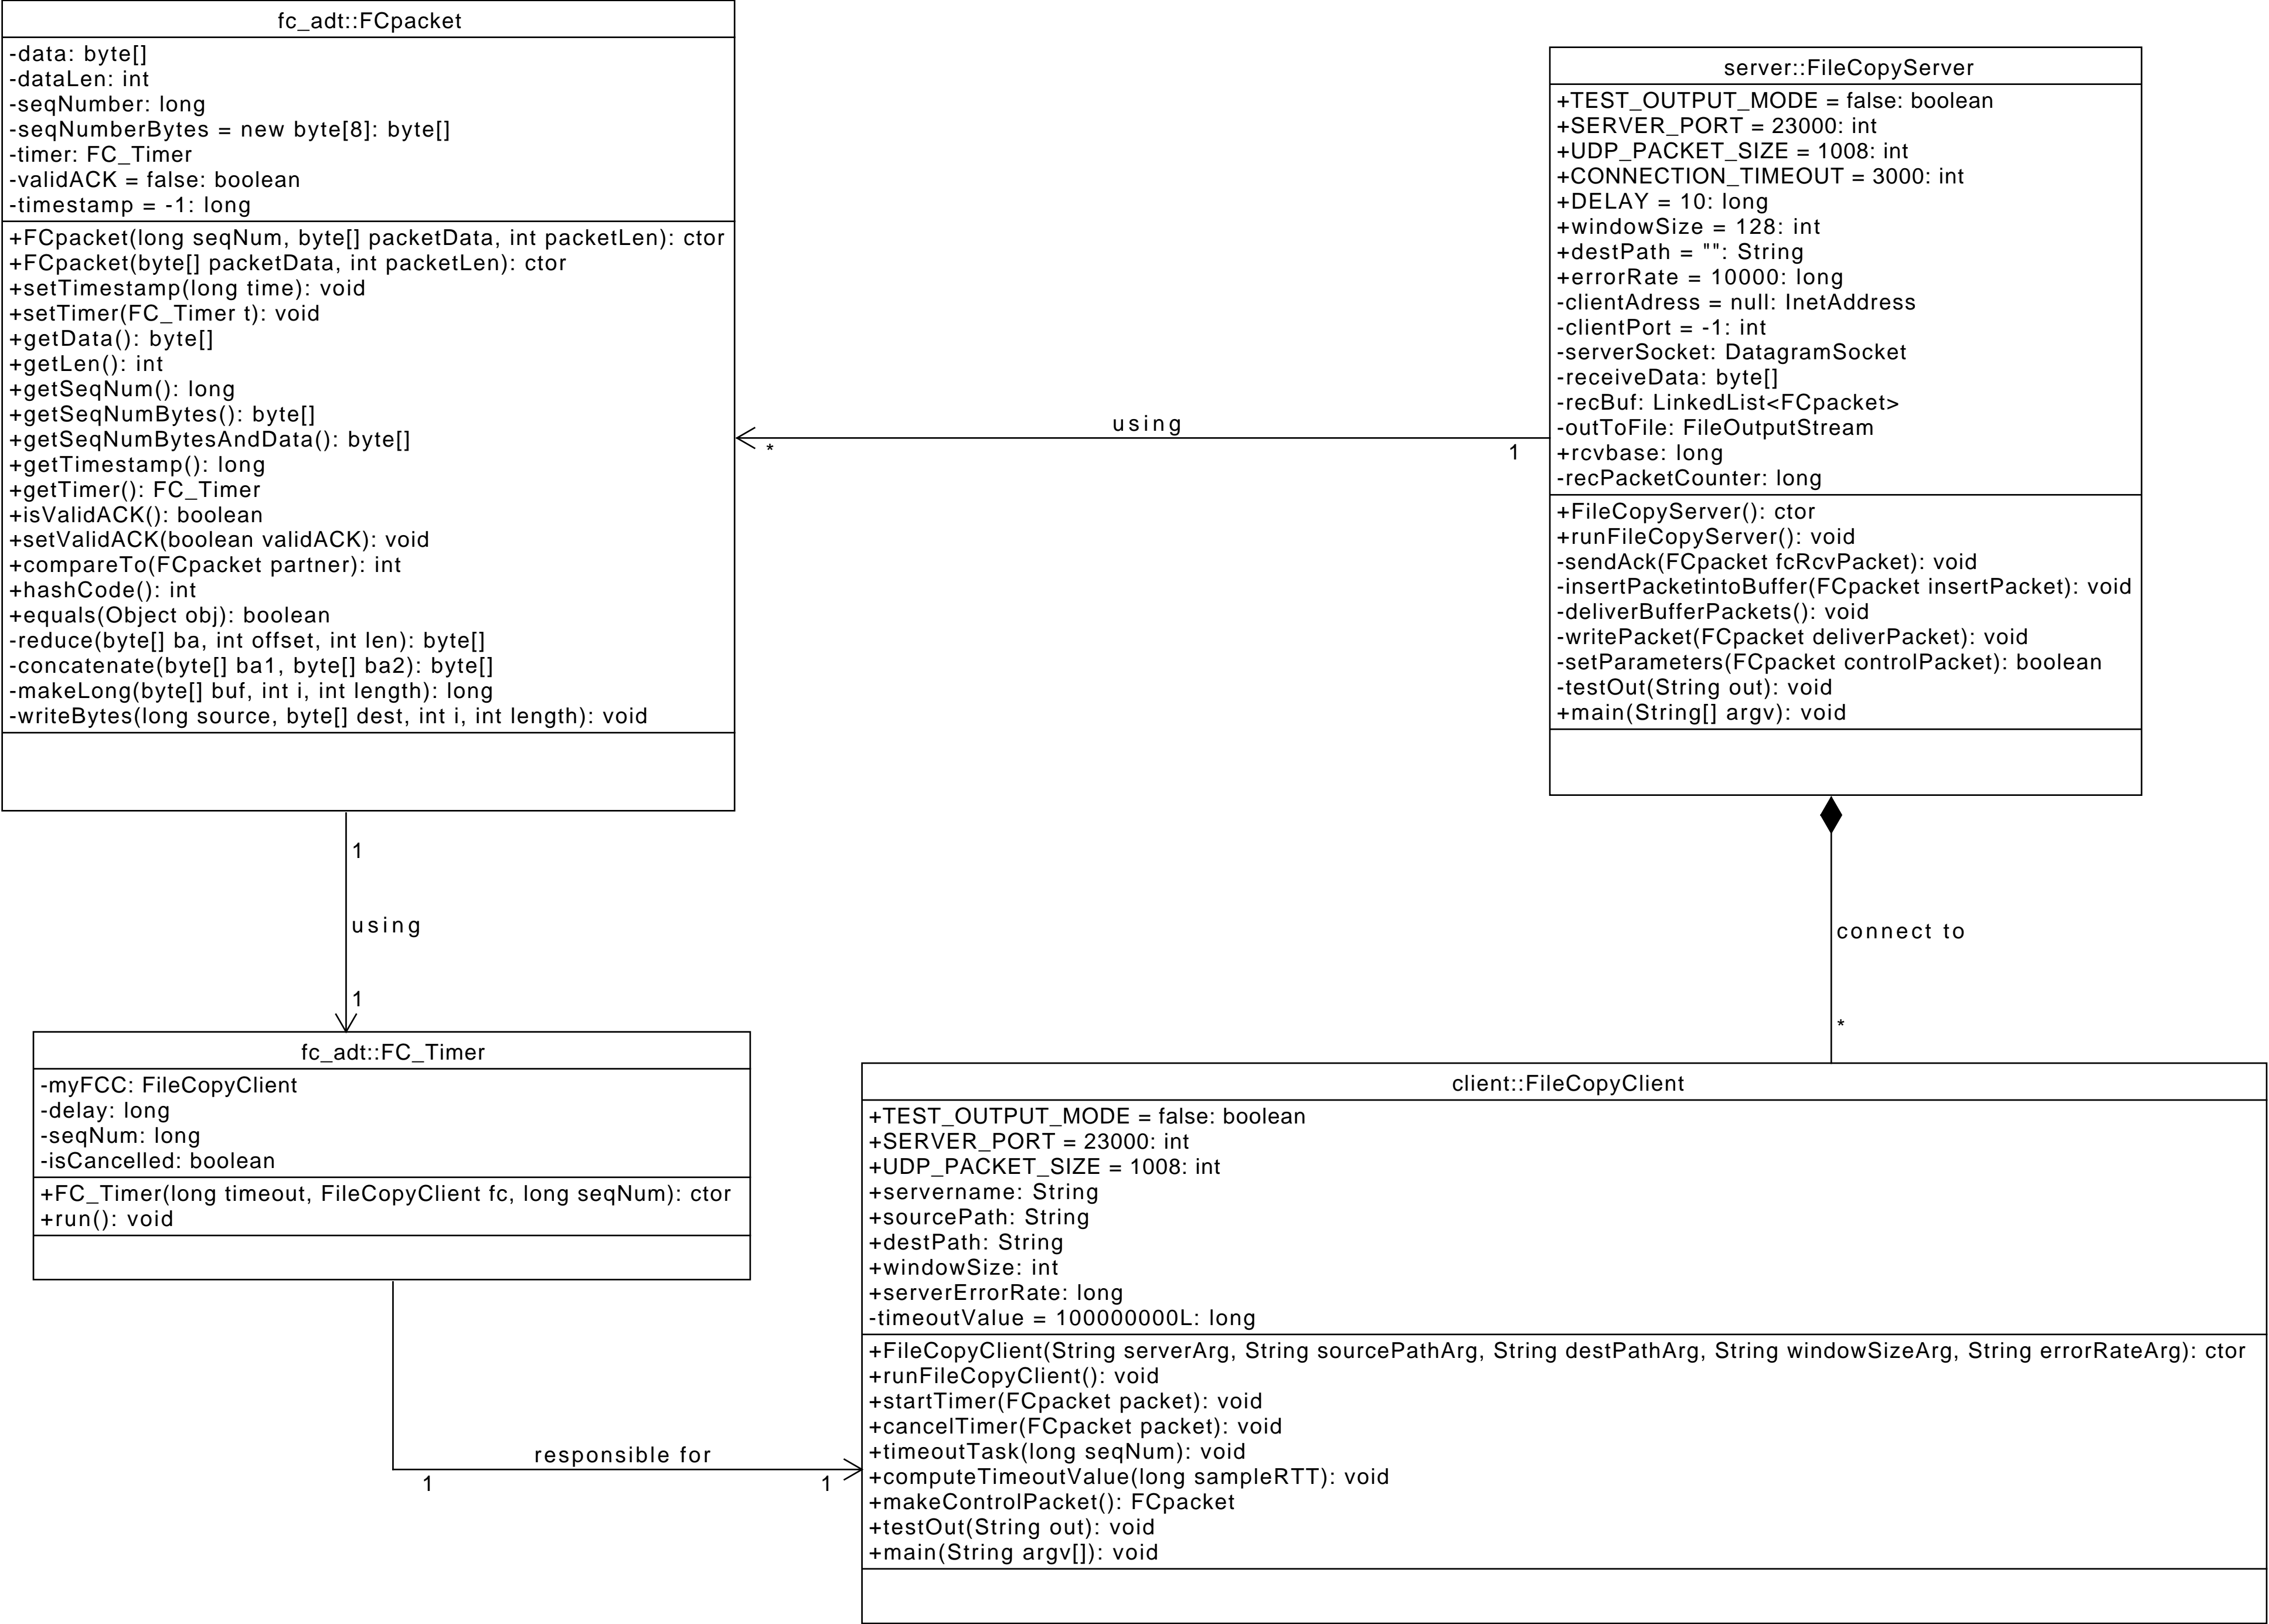 fc_adt::FCpacket
-data: byte[]
-dataLen: int
-seqNumber: long
-seqNumberBytes = new byte[8]: byte[]
-timer: FC_Timer
-validACK = false: boolean
-timestamp = -1: long
+FCpacket(long seqNum, byte[] packetData, int packetLen): ctor
+FCpacket(byte[] packetData, int packetLen): ctor
+setTimestamp(long time): void
+setTimer(FC_Timer t): void
+getData(): byte[]
+getLen(): int
+getSeqNum(): long
+getSeqNumBytes(): byte[]
+getSeqNumBytesAndData(): byte[]
+getTimestamp(): long
+getTimer(): FC_Timer
+isValidACK(): boolean
+setValidACK(boolean validACK): void
+compareTo(FCpacket partner): int
+hashCode(): int
+equals(Object obj): boolean
-reduce(byte[] ba, int offset, int len): byte[]
-concatenate(byte[] ba1, byte[] ba2): byte[]
-makeLong(byte[] buf, int i, int length): long
-writeBytes(long source, byte[] dest, int i, int length): void
using
*
1
server::FileCopyServer
+TEST_OUTPUT_MODE = false: boolean
+SERVER_PORT = 23000: int
+UDP_PACKET_SIZE = 1008: int
+CONNECTION_TIMEOUT = 3000: int
+DELAY = 10: long
+windowSize = 128: int
+destPath = "": String
+errorRate = 10000: long
-clientAdress = null: InetAddress
-clientPort = -1: int
-serverSocket: DatagramSocket
-receiveData: byte[]
-recBuf: LinkedList<FCpacket>
-outToFile: FileOutputStream
+rcvbase: long
-recPacketCounter: long
+FileCopyServer(): ctor
+runFileCopyServer(): void
-sendAck(FCpacket fcRcvPacket): void
-insertPacketintoBuffer(FCpacket insertPacket): void
-deliverBufferPackets(): void
-writePacket(FCpacket deliverPacket): void
-setParameters(FCpacket controlPacket): boolean
-testOut(String out): void
+main(String[] argv): void
1
using
1
connect to
*
fc_adt::FC_Timer
-myFCC: FileCopyClient
-delay: long
-seqNum: long
-isCancelled: boolean
+FC_Timer(long timeout, FileCopyClient fc, long seqNum): ctor
+run(): void
responsible for
1
1
client::FileCopyClient
+TEST_OUTPUT_MODE = false: boolean
+SERVER_PORT = 23000: int
+UDP_PACKET_SIZE = 1008: int
+servername: String
+sourcePath: String
+destPath: String
+windowSize: int
+serverErrorRate: long
-timeoutValue = 100000000L: long
+FileCopyClient(String serverArg, String sourcePathArg, String destPathArg, String windowSizeArg, String errorRateArg): ctor
+runFileCopyClient(): void
+startTimer(FCpacket packet): void
+cancelTimer(FCpacket packet): void
+timeoutTask(long seqNum): void
+computeTimeoutValue(long sampleRTT): void
+makeControlPacket(): FCpacket
+testOut(String out): void
+main(String argv[]): void